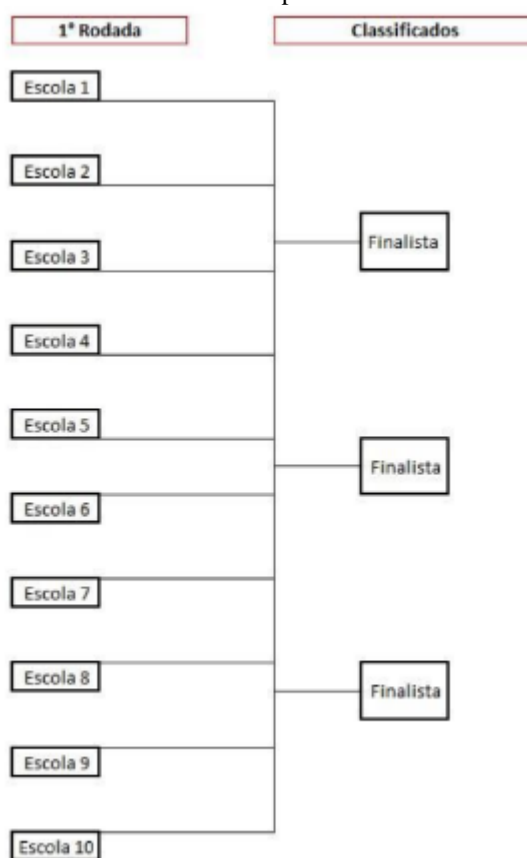 1° Rodada
Classificados
Escola 1
Escola 2
Finalista
Escola 3
Escola 4
Escola 5
Finalista
Escola 6
Escola 7
Escola 8
Finalista
Escola 9
Escola 10